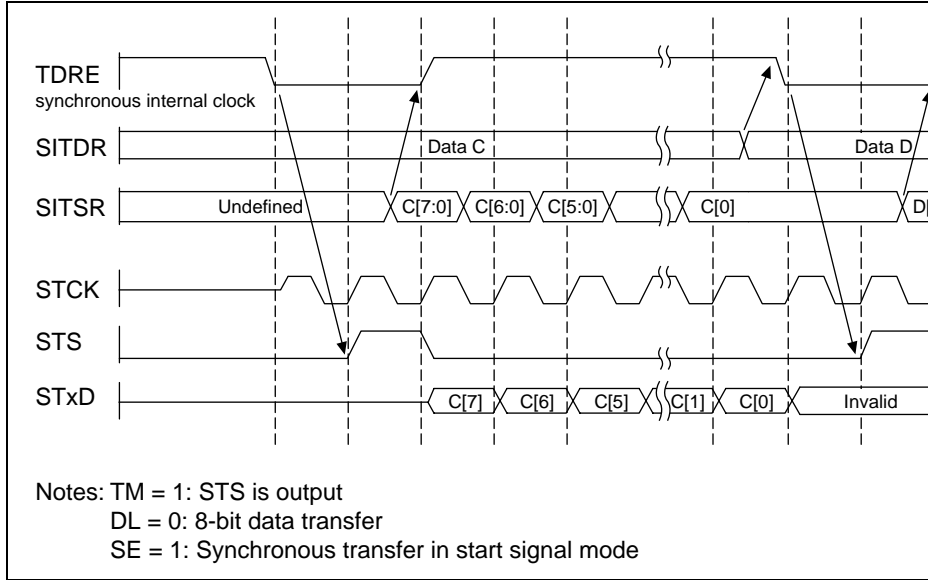 TDRE
synchronous internal clock
SITDR
Data C
Data D
SITSR
Undefined
C[7:0]
C[6:0]
C[5:0]
C[0]
D[
STCK
STS
STxD
C[7]
C[6]
C[5]
C[1]
C[0]
Invalid
Notes: TM = 1: STS is output
DL = 0: 8-bit data transfer
SE = 1: Synchronous transfer in start signal mode